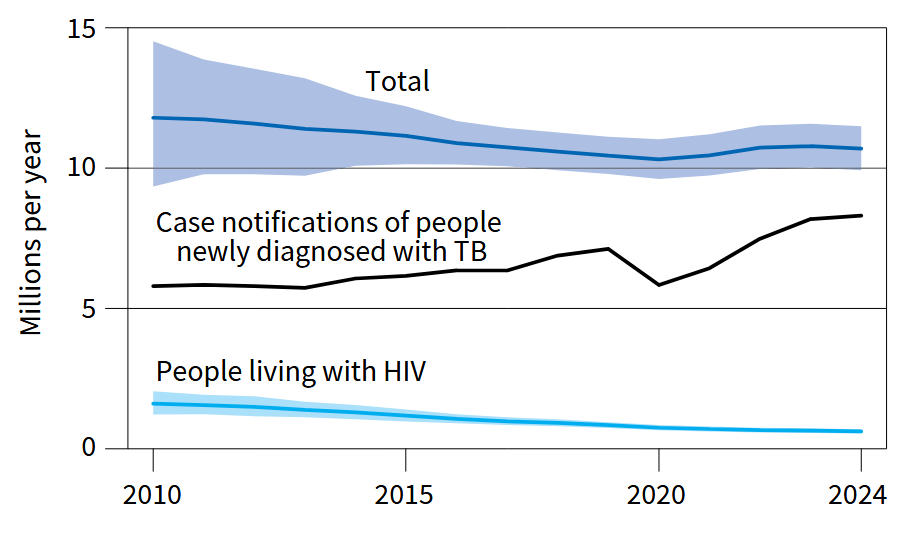 15
Total
10
Case notifications of people
newly diagnosed with TB
Millions per year
5
People living with HIV
0
2010
2015
2020
2024